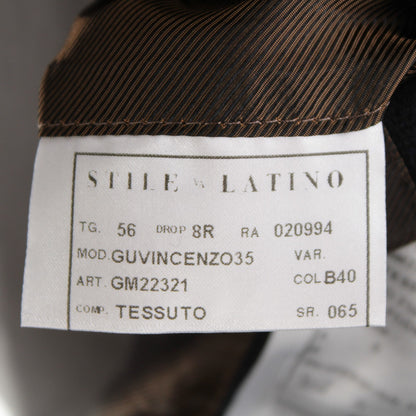 STILE LATINO
TG. 56 DROP 8R RA 020994
MOD. GUVINCENZO35 VAR.
ART. GM22321 COL B40
COMP. TESSUTO SR. 065